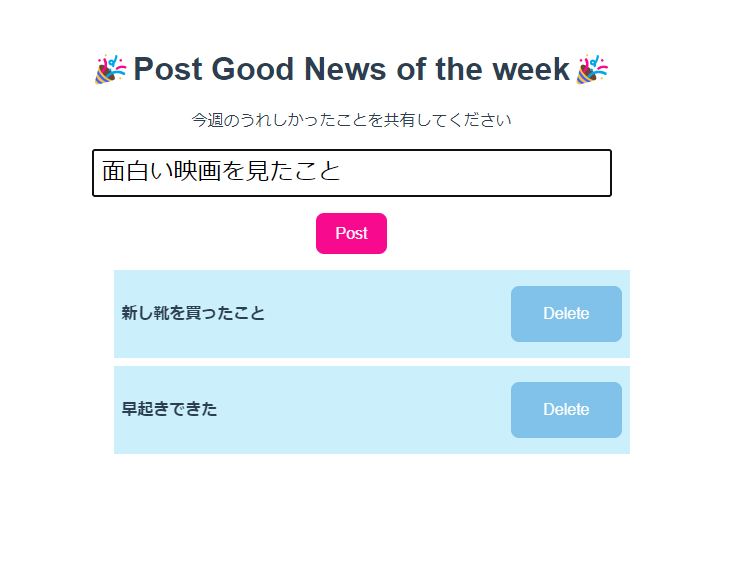 🎉Post Good News of the week🎉
今週のうれしかったことを共有してください
面白い映画を見たこと
Post
新し靴を買ったこと
Delete
早起きできた
Delete